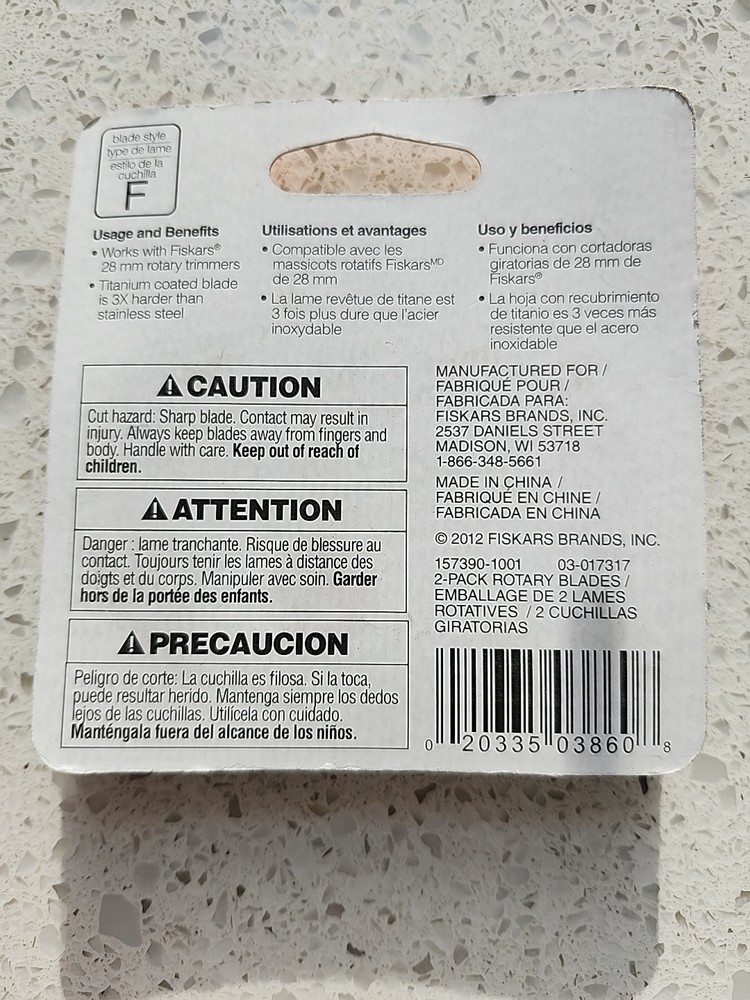 blade style
type de lame
estilo de la
cuchilla
F
Usage and Benefits
• Works with Fiskars®
28 mm rotary trimmers
• Titanium coated blade
is 3X harder than
stainless steel
Utilisations et avantages
• Compatible avec les
massicots rotatifs FiskarsMD
de 28 mm
• La lame revêtue de titane est
3 fois plus dure que l'acier
inoxydable
Uso y beneficios
• Funciona con cortadoras
giratorias de 28 mm de
Fiskars®
• La hoja con recubrimiento
de titanio es 3 veces más
resistente que el acero
inoxidable
⚠ CAUTION
Cut hazard: Sharp blade. Contact may result in
injury. Always keep blades away from fingers and
body. Handle with care. Keep out of reach of
children.
⚠ ATTENTION
Danger : lame tranchante. Risque de blessure au
contact. Toujours tenir les lames à distance des
doigts et du corps. Manipuler avec soin. Garder
hors de la portée des enfants.
⚠ PRECAUCION
Peligro de corte: La cuchilla es filosa. Si la toca,
puede resultar herido. Mantenga siempre los dedos
lejos de las cuchillas. Utilícela con cuidado.
Manténgala fuera del alcance de los niños.
MANUFACTURED FOR /
FABRIQUÉ POUR /
FABRICADA PARA:
FISKARS BRANDS, INC.
2537 DANIELS STREET
MADISON, WI 53718
1-866-348-5661
MADE IN CHINA /
FABRIQUÉ EN CHINE /
FABRICADA EN CHINA
© 2012 FISKARS BRANDS, INC.
157390-1001 03-017317
2-PACK ROTARY BLADES /
EMBALLAGE DE 2 LAMES
ROTATIVES / 2 CUCHILLAS
GIRATORIAS
0 20335 03860 8